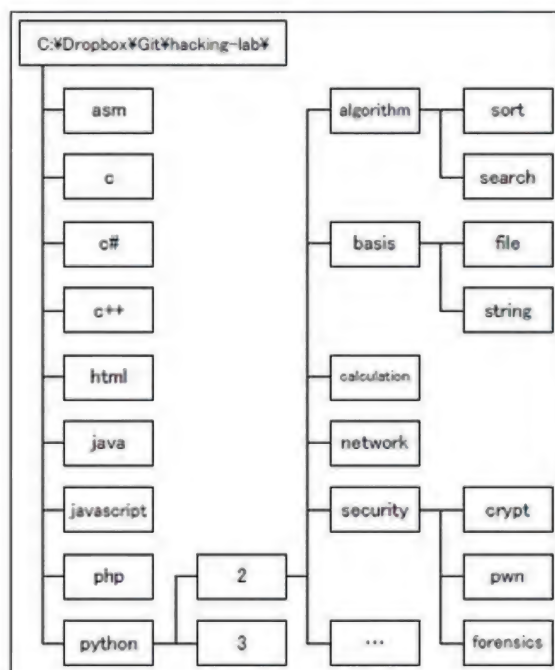 C:¥Dropbox¥Git¥hacking-lab¥
asm
algorithm
sort
c
search
c#
basis
file
c++
string
html
calculation
java
network
javascript
security
crypt
php
2
pwn
python
3
…
forensics